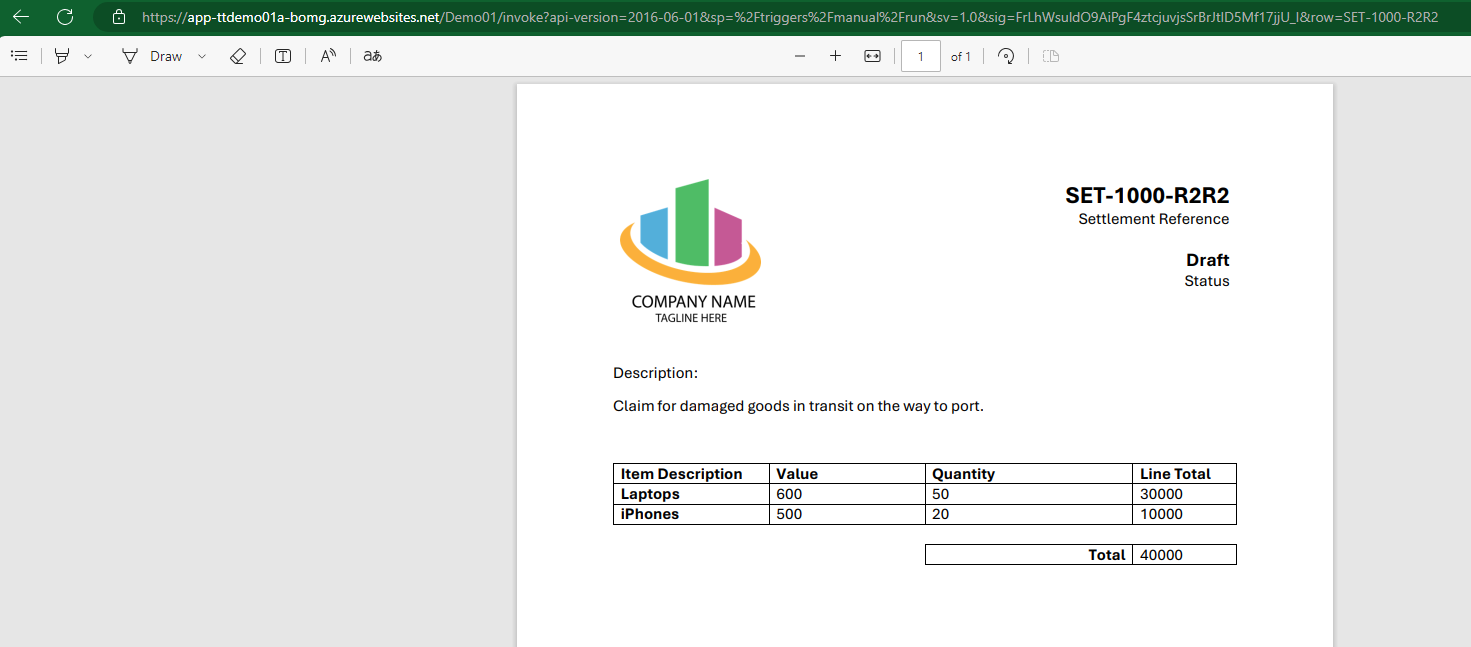 https://app-ttdemo01a-bomg.azurewebsites.net/Demo01/invoke?api-version=2016-06-01&sp=%2Ftriggers%2Fmanual%2Frun&sv=1.0&sig=FrLhWsuldO9AiPgF4ztcjuvjsSrBrJtlD5Mf17jjU_I&row=SET-1000-R2R2
Draw
aあ
1 of 1
SET-1000-R2R2
Settlement Reference
Draft
Status
COMPANY NAME
TAGLINE HERE
Description:
Claim for damaged goods in transit on the way to port.
Item Description Value Quantity Line Total
Laptops 600 50 30000
iPhones 500 20 10000
Total 40000